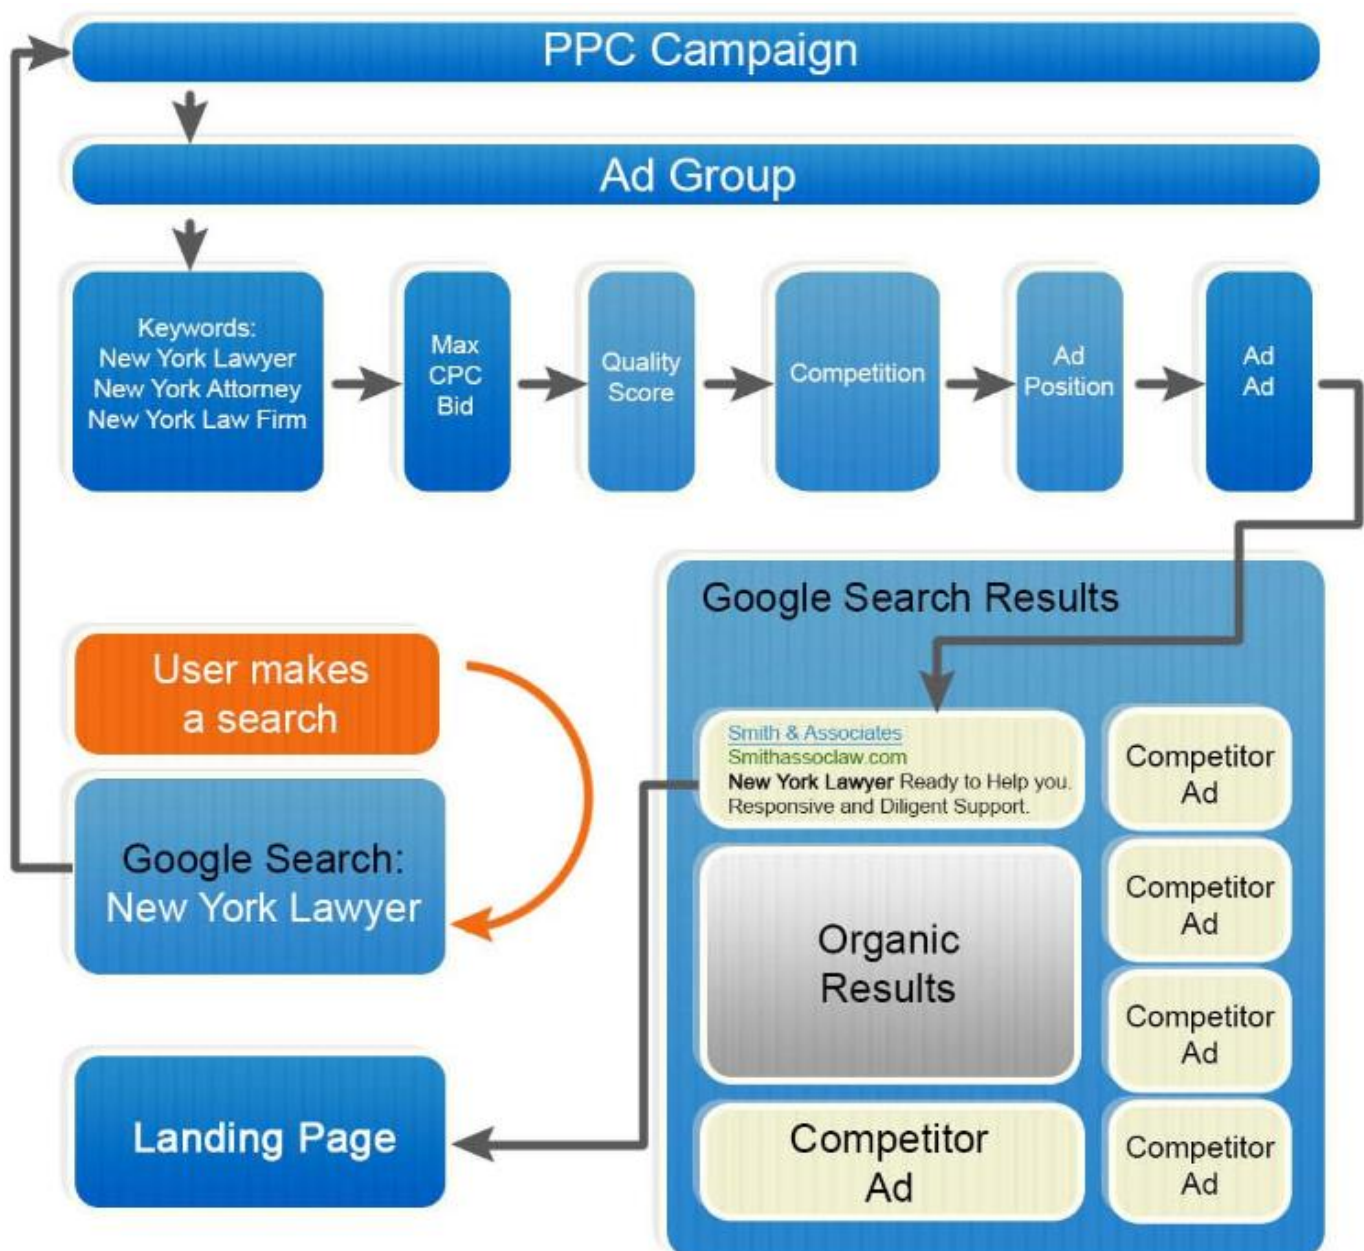 PPC Campaign
Ad Group
Keywords:
New York Lawyer
New York Attorney
New York Law Firm
Max
CPC
Bid
Quality
Score
Competition
Ad
Position
Ad
Ad
User makes
a search
Google Search:
New York Lawyer
Landing Page
Google Search Results
Smith & Associates
Smithassoclaw.com
New York Lawyer Ready to Help you.
Responsive and Diligent Support.
Organic
Results
Competitor
Ad
Competitor
Ad
Competitor
Ad
Competitor
Ad
Competitor
Ad